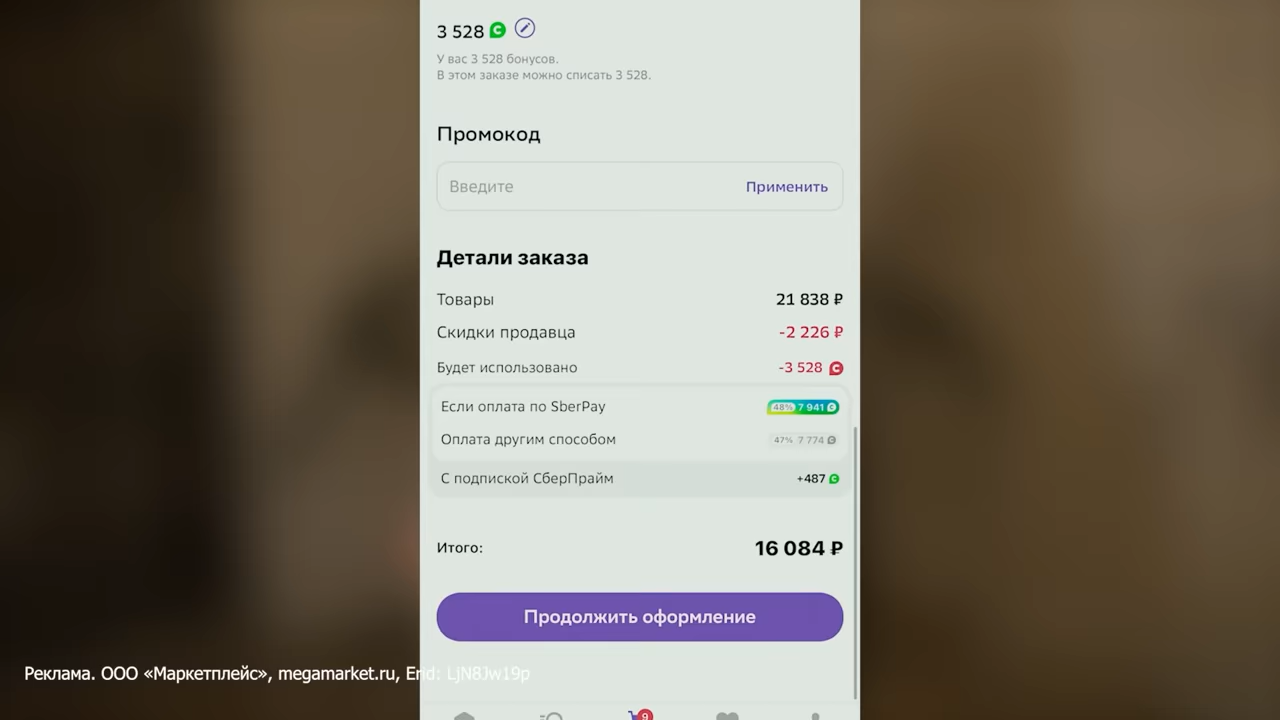 3 528
У вас 3 528 бонусов.
В этом заказе можно списать 3 528.
Промокод
Введите Применить
Детали заказа
Товары 21 838 ₽
Скидки продавца -2 226 ₽
Будет использовано -3 528
Если оплата по SberPay 48% 7 941
Оплата другим способом 47% 7 774
С подпиской СберПрайм +487
Итого: 16 084 ₽
Продолжить оформление
Реклама. ООО «Маркетплейс», megamarket.ru, Erid: LjN8Jw19p
9